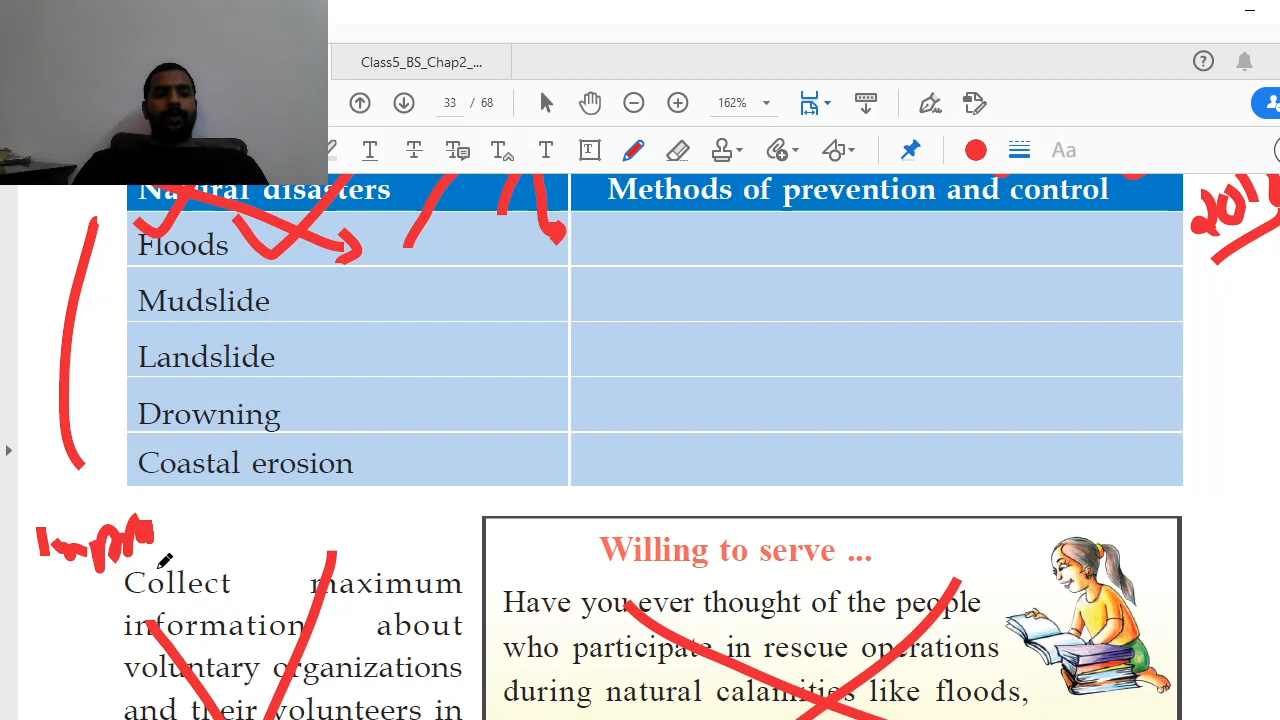 Class5_BS_Chap2_...
33 / 68
162%
Aa
Natural disasters
Methods of prevention and control
Floods
Mudslide
Landslide
Drowning
Coastal erosion
Collect maximum
information about
voluntary organizations
and their volunteers in
Willing to serve ...
Have you ever thought of the people
who participate in rescue operations
during natural calamities like floods,